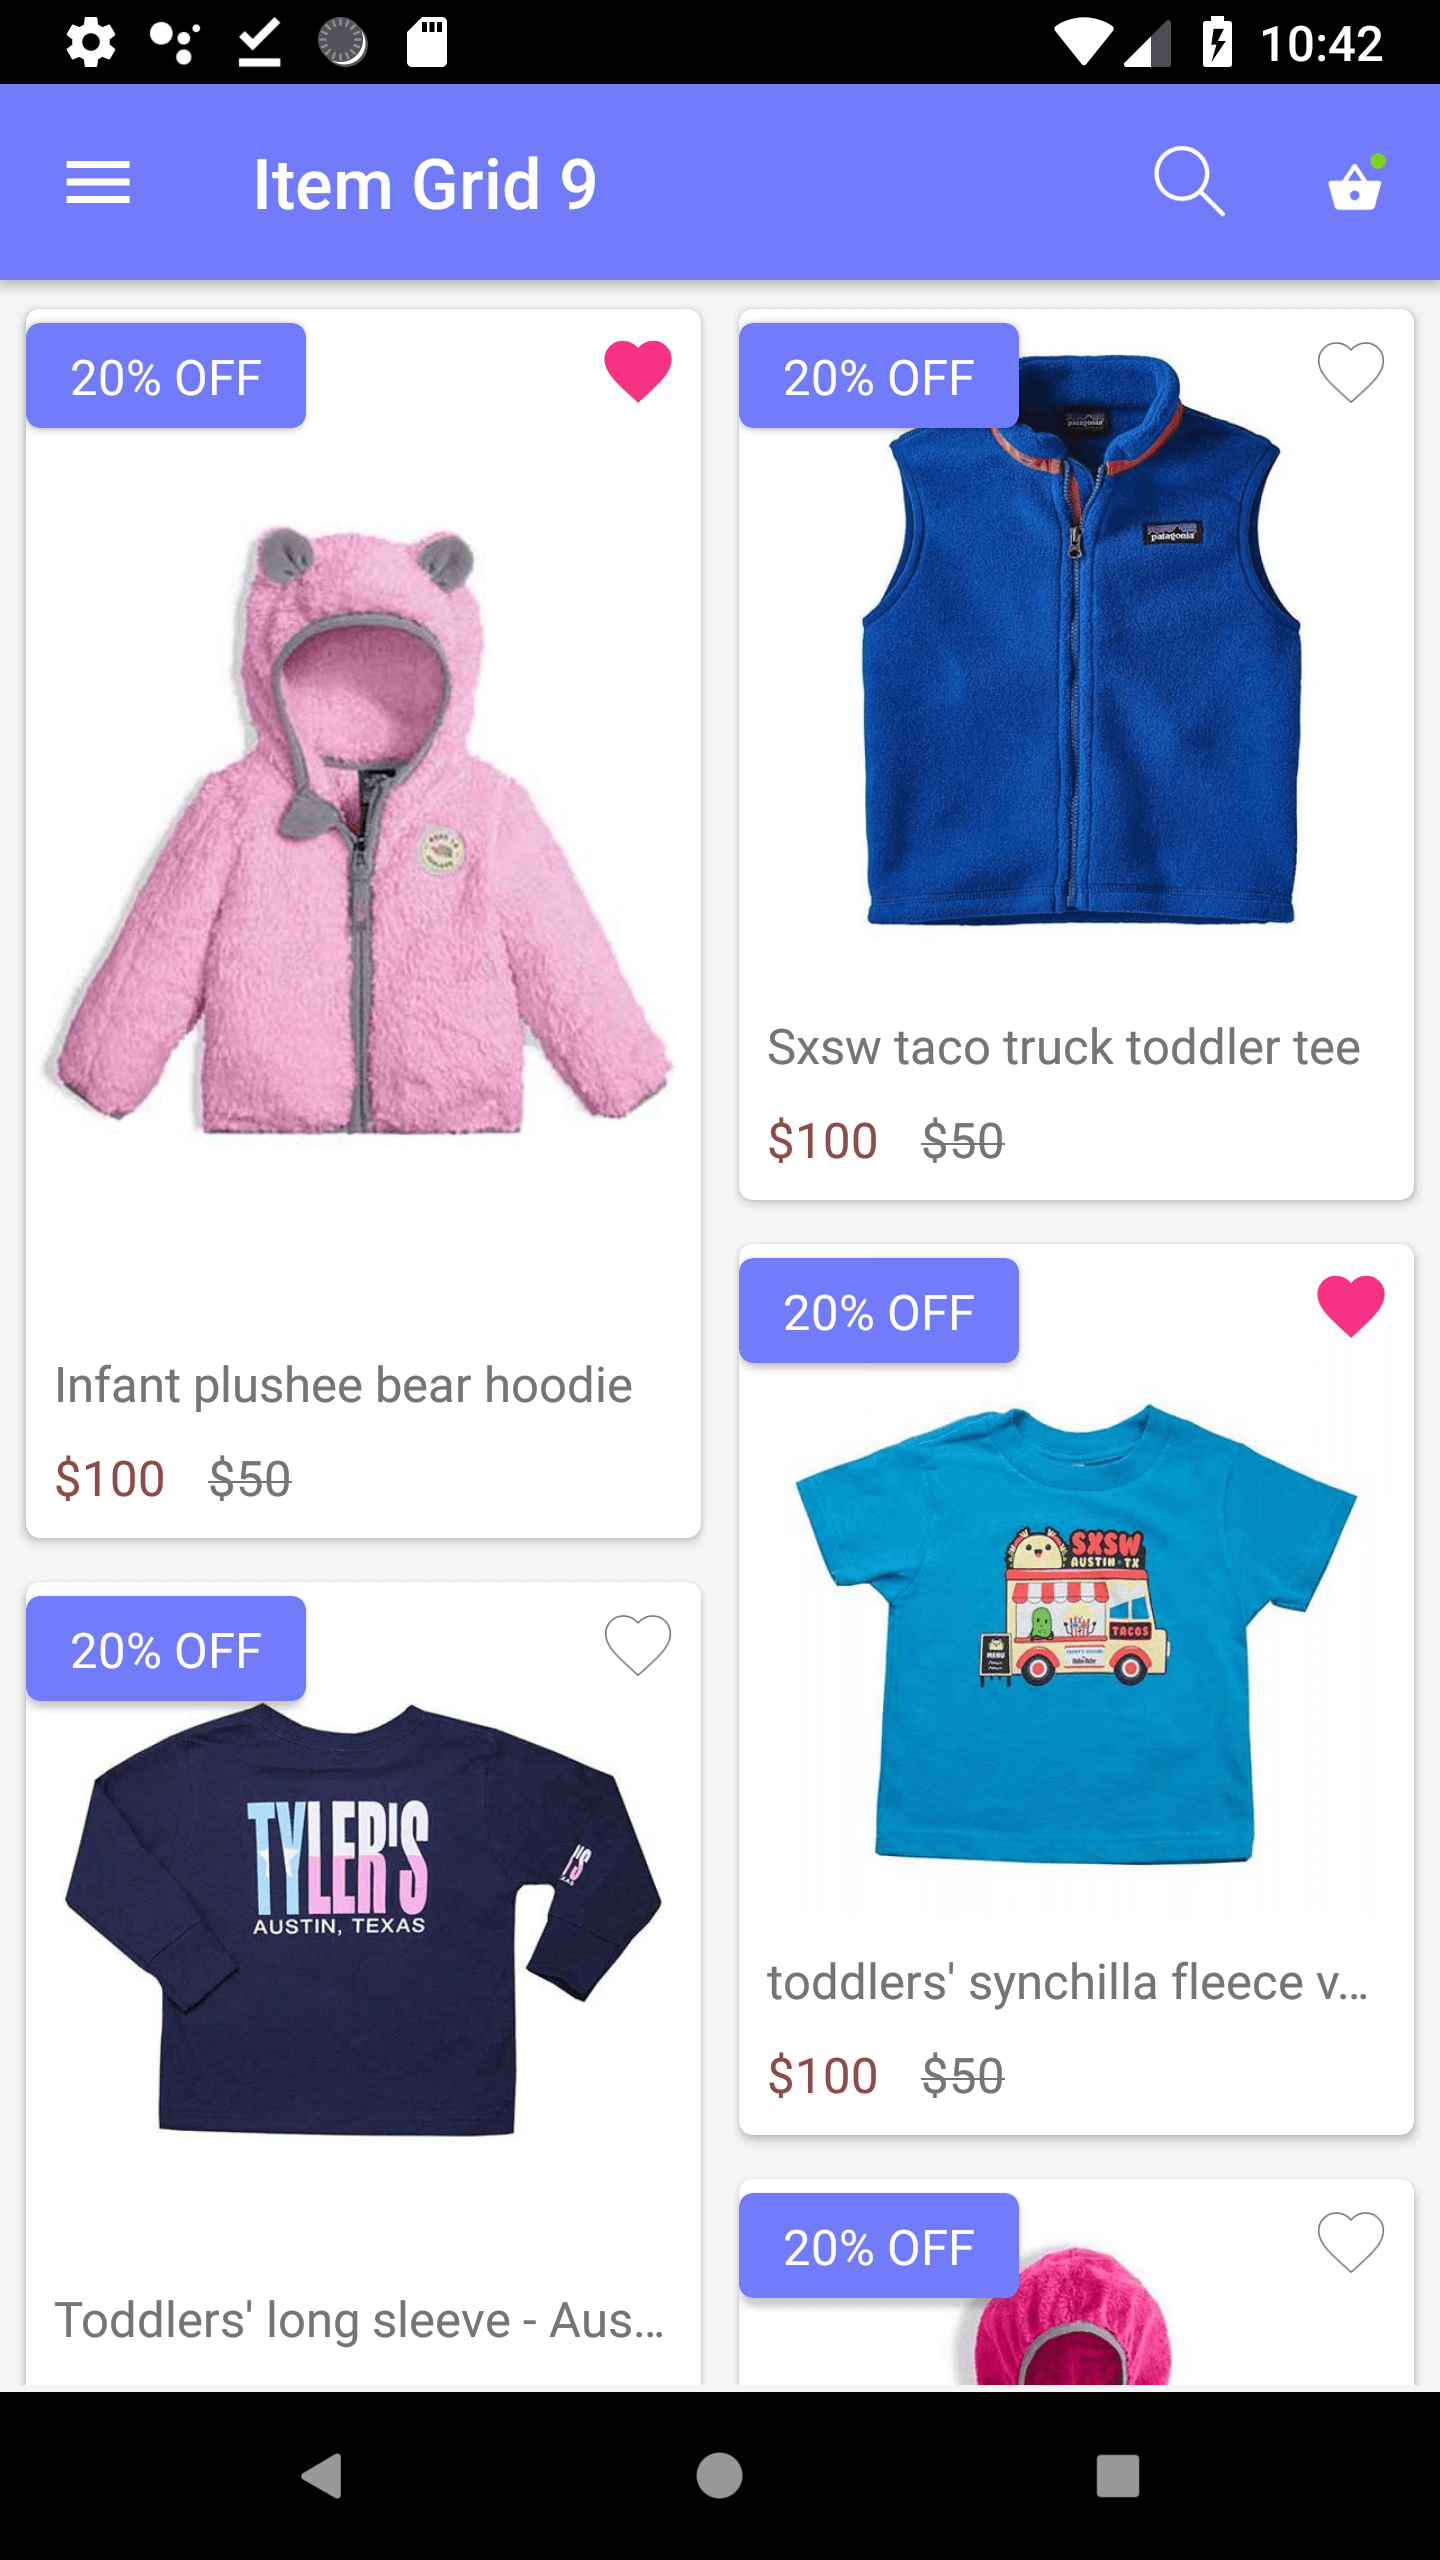 10:42
Item Grid 9
20% OFF
Infant plushee bear hoodie
$100 $50
20% OFF
patagonia
patagonia
Sxsw taco truck toddler tee
$100 $50
20% OFF
SXSW
AUSTIN TX
TACOS
MENU
toddlers' synchilla fleece v...
$100 $50
20% OFF
TYLER'S
AUSTIN, TEXAS
Toddlers' long sleeve - Aus...
20% OFF